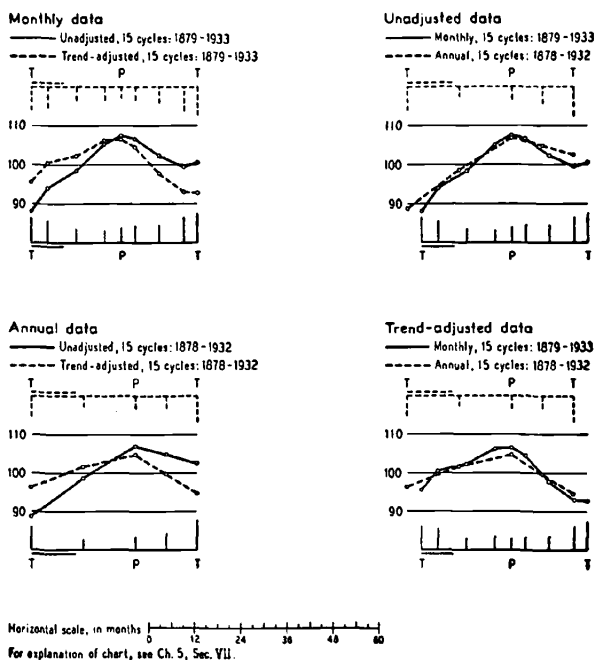 Monthly data
Unadjusted, 15 cycles: 1879-1933
Trend-adjusted, 15 cycles: 1879-1933
T P T
110
100
90
T P T
Unadjusted data
Monthly, 15 cycles: 1879-1933
Annual, 15 cycles: 1878-1932
T P T
110
100
90
T P T
Annual data
Unadjusted, 15 cycles: 1878-1932
Trend-adjusted, 15 cycles: 1878-1932
T P T
110
100
90
T P T
Trend-adjusted data
Monthly, 15 cycles: 1879-1933
Annual, 15 cycles: 1878-1932
T P T
110
100
90
T P T
Horizontal scale, in months
0 12 24 36 48 60
For explanation of chart, see Ch. 5, Sec. VII.